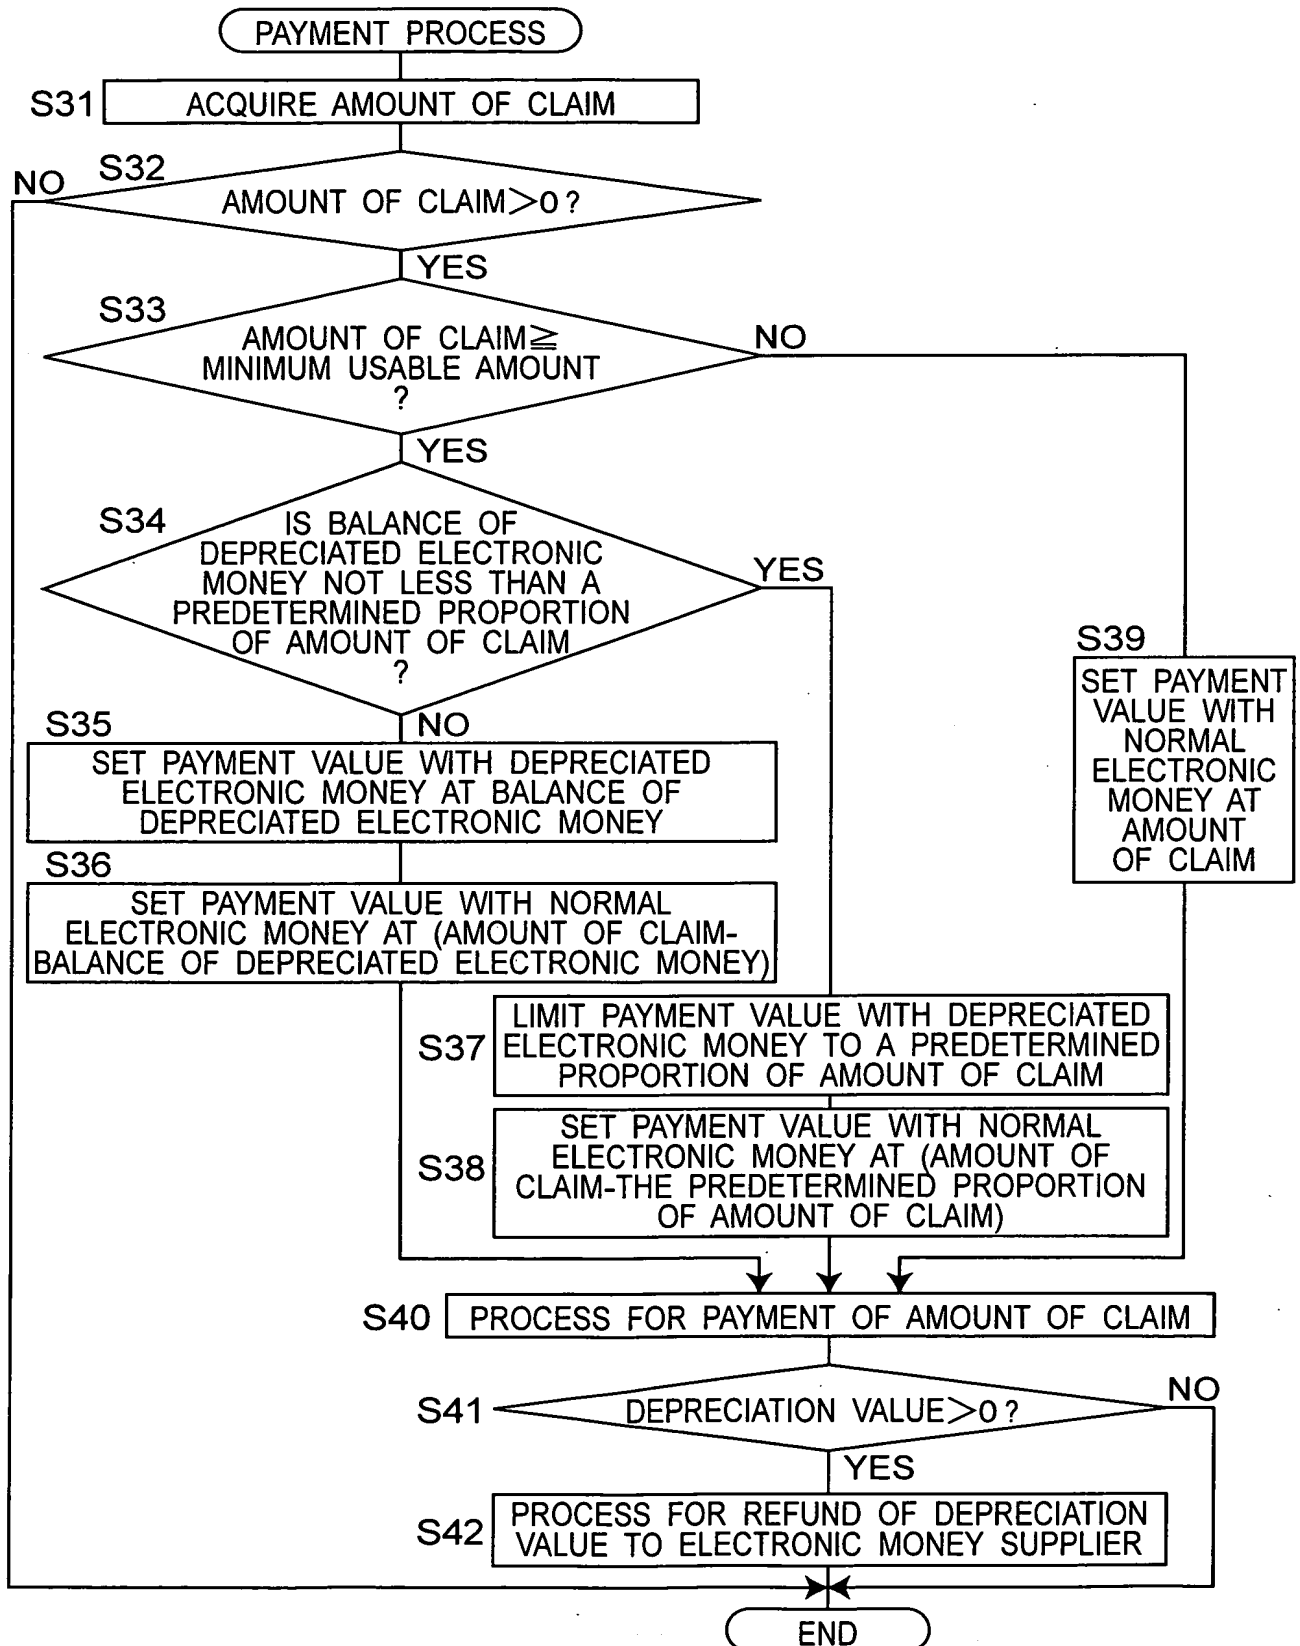 PAYMENT PROCESS
S31
ACQUIRE AMOUNT OF CLAIM
S32
NO
AMOUNT OF CLAIM>0?
YES
S33
AMOUNT OF CLAIM≧
MINIMUM USABLE AMOUNT
?
NO
YES
S34
IS BALANCE OF
DEPRECIATED ELECTRONIC
MONEY NOT LESS THAN A
PREDETERMINED PROPORTION
OF AMOUNT OF CLAIM
?
YES
NO
S35
SET PAYMENT VALUE WITH DEPRECIATED
ELECTRONIC MONEY AT BALANCE OF
DEPRECIATED ELECTRONIC MONEY
S36
SET PAYMENT VALUE WITH NORMAL
ELECTRONIC MONEY AT (AMOUNT OF CLAIM-
BALANCE OF DEPRECIATED ELECTRONIC MONEY)
S39
SET PAYMENT
VALUE WITH
NORMAL
ELECTRONIC
MONEY AT
AMOUNT
OF CLAIM
S37
LIMIT PAYMENT VALUE WITH DEPRECIATED
ELECTRONIC MONEY TO A PREDETERMINED
PROPORTION OF AMOUNT OF CLAIM
S38
SET PAYMENT VALUE WITH NORMAL
ELECTRONIC MONEY AT (AMOUNT OF
CLAIM-THE PREDETERMINED PROPORTION
OF AMOUNT OF CLAIM)
S40
PROCESS FOR PAYMENT OF AMOUNT OF CLAIM
S41
DEPRECIATION VALUE>0?
NO
YES
S42
PROCESS FOR REFUND OF DEPRECIATION
VALUE TO ELECTRONIC MONEY SUPPLIER
END